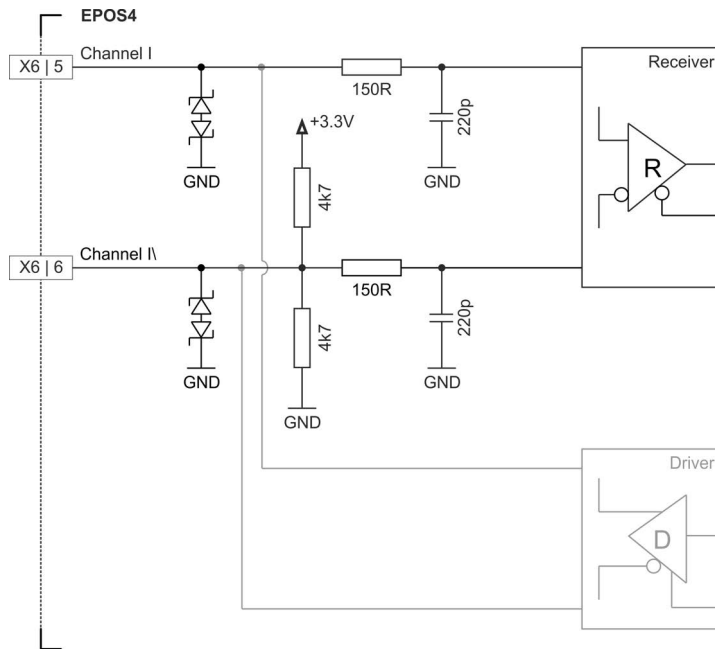 EPOS4
Channel I
X6 | 5
Receiver
150R
220p
+3.3V
GND
GND
4k7
R
Channel I\
X6 | 6
150R
220p
4k7
GND
GND
GND
Driver
D